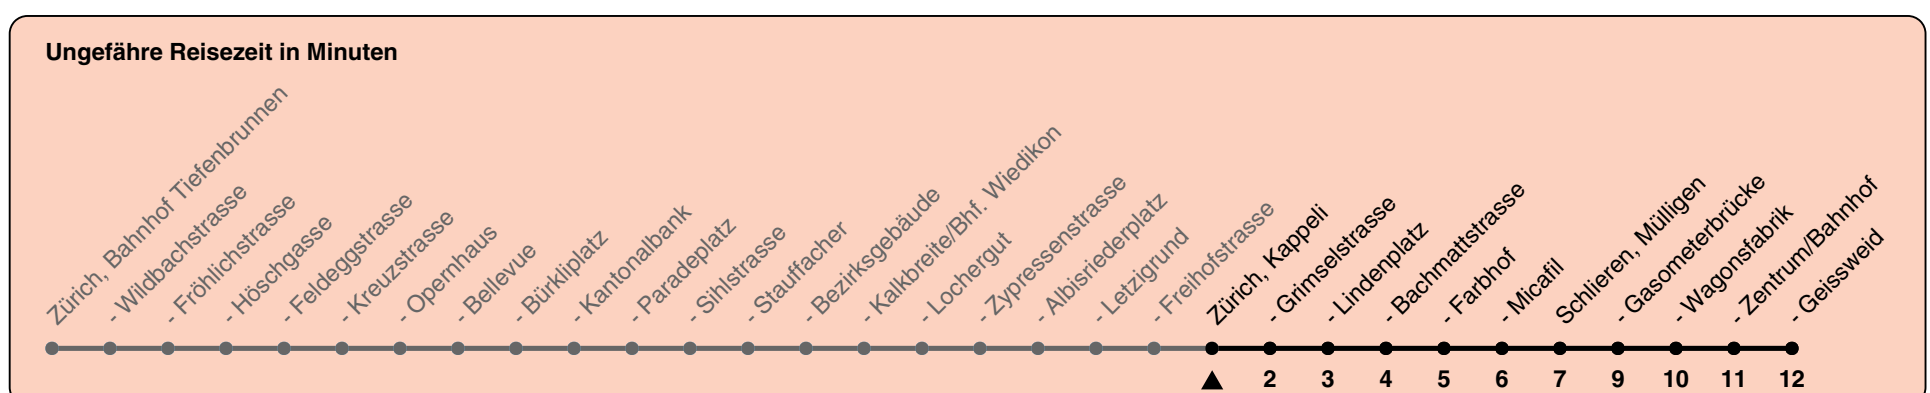 Ungefähre Reisezeit in Minuten
Zürich, Bahnhof Tiefenbrunnen
- Wildbachstrasse
- Fröhlichstrasse
- Höschgasse
- Feldeggstrasse
- Kreuzstrasse
- Opernhaus
- Bellevue
- Bürkliplatz
- Kantonalbank
- Paradeplatz
- Sihlstrasse
- Stauffacher
- Bezirksgebäude
- Kalkbreite/Bhf. Wiedikon
- Lochergut
- Zypressenstrasse
- Albisriederplatz
- Letzigrund
- Freihofstrasse
Zürich, Kappeli
- Grimselstrasse
- Lindenplatz
- Bachmattstrasse
- Farbhof
- Micafil
Schlieren, Mülligen
- Gasometerbrücke
- Wagonsfabrik
- Zentrum/Bahnhof
- Geissweid
2 3 4 5 6 7 9 10 11 12